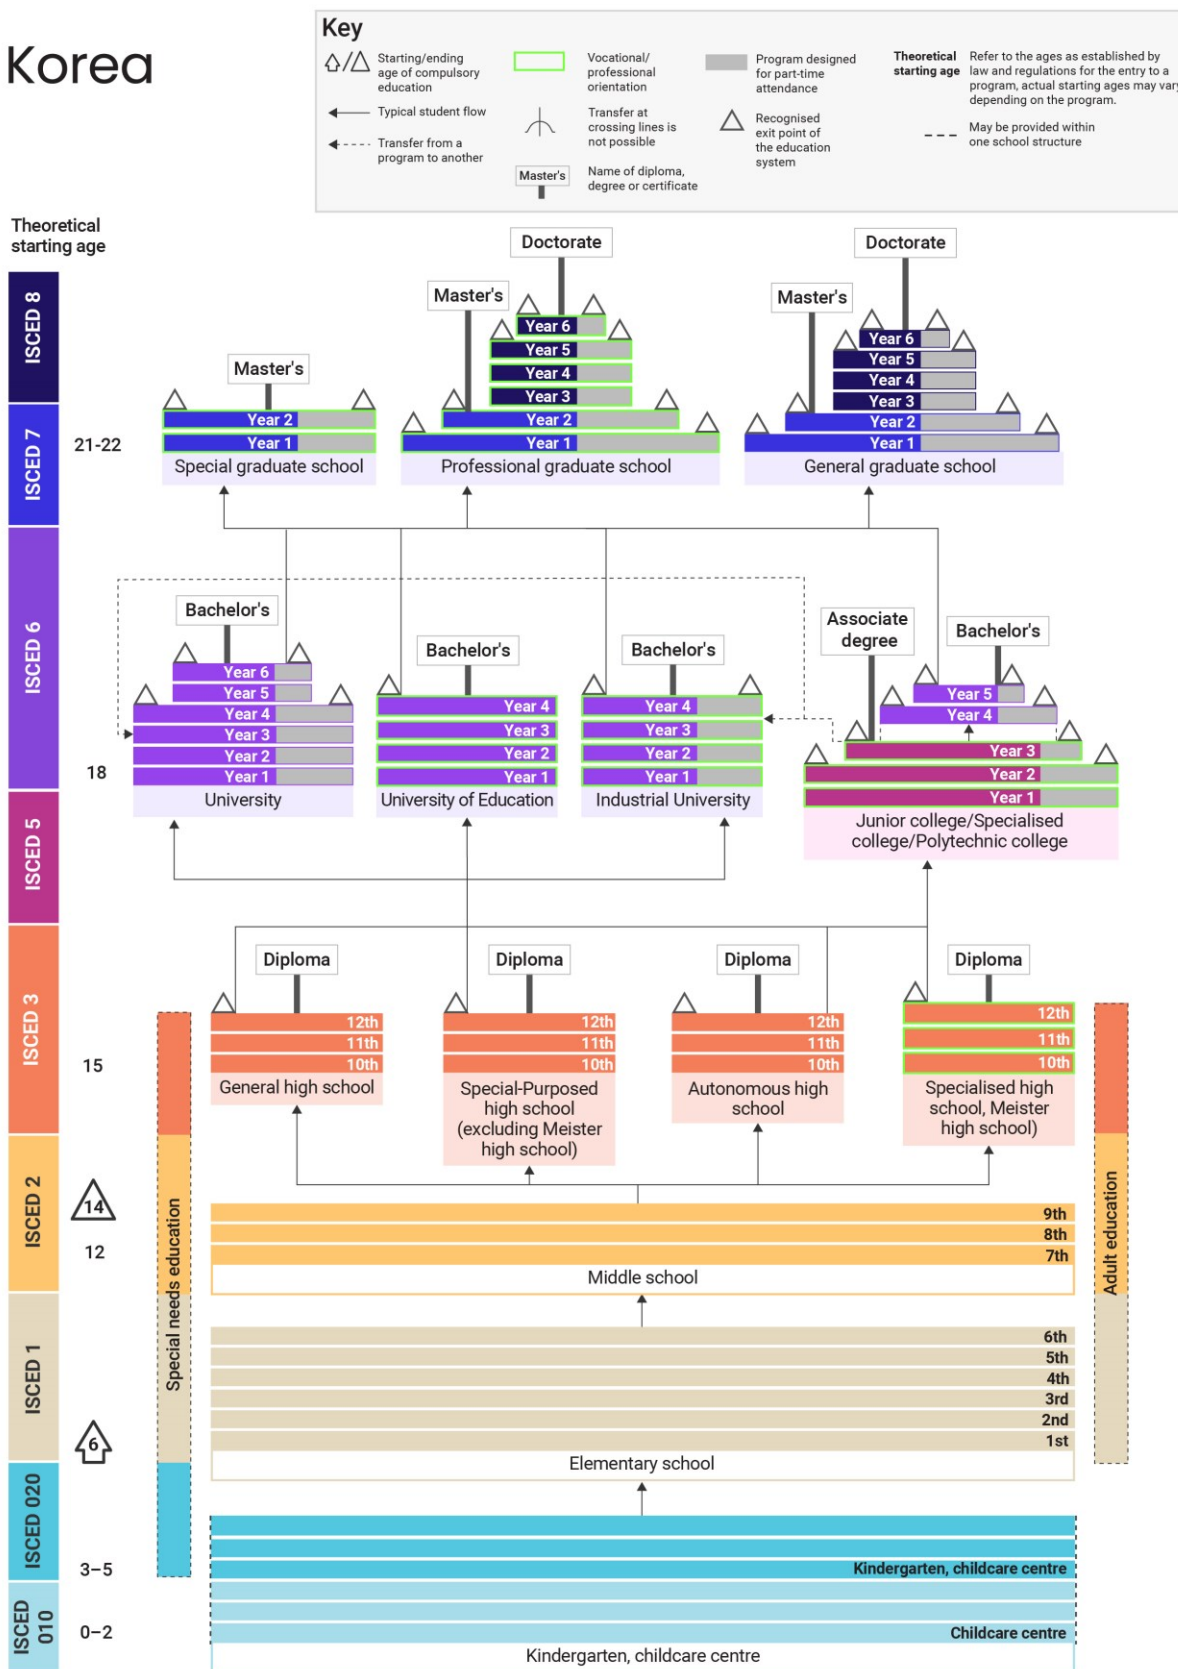 Korea
Key
Starting/ending
age of compulsory
education
Typical student flow
Transfer from a
program to another
Vocational/
professional
orientation
Transfer at
crossing lines is
not possible
Master's
Name of diploma,
degree or certificate
Program designed
for part-time
attendance
Recognised
exit point of
the education
system
Theoretical
starting age
Refer to the ages as established by
law and regulations for the entry to a
program, actual starting ages may vary
depending on the program.
May be provided within
one school structure
Theoretical
starting age
ISCED 8
ISCED 7
ISCED 6
ISCED 5
ISCED 3
ISCED 2
ISCED 1
ISCED 020
ISCED
010
21-22
18
15
14
12
6
3–5
0–2
Master's
Year 2
Year 1
Special graduate school
Doctorate
Master's
Year 6
Year 5
Year 4
Year 3
Year 2
Year 1
Professional graduate school
Doctorate
Master's
Year 6
Year 5
Year 4
Year 3
Year 2
Year 1
General graduate school
Bachelor's
Year 6
Year 5
Year 4
Year 3
Year 2
Year 1
University
Bachelor's
Year 4
Year 3
Year 2
Year 1
University of Education
Bachelor's
Year 4
Year 3
Year 2
Year 1
Industrial University
Associate
degree
Bachelor's
Year 5
Year 4
Year 3
Year 2
Year 1
Junior college/Specialised
college/Polytechnic college
Diploma
12th
11th
10th
General high school
Diploma
12th
11th
10th
Special-Purposed
high school
(excluding Meister
high school)
Diploma
12th
11th
10th
Autonomous high
school
Diploma
12th
11th
10th
Specialised high
school, Meister
high school)
Special needs education
Adult education
9th
8th
7th
Middle school
6th
5th
4th
3rd
2nd
1st
Elementary school
Kindergarten, childcare centre
Childcare centre
Kindergarten, childcare centre